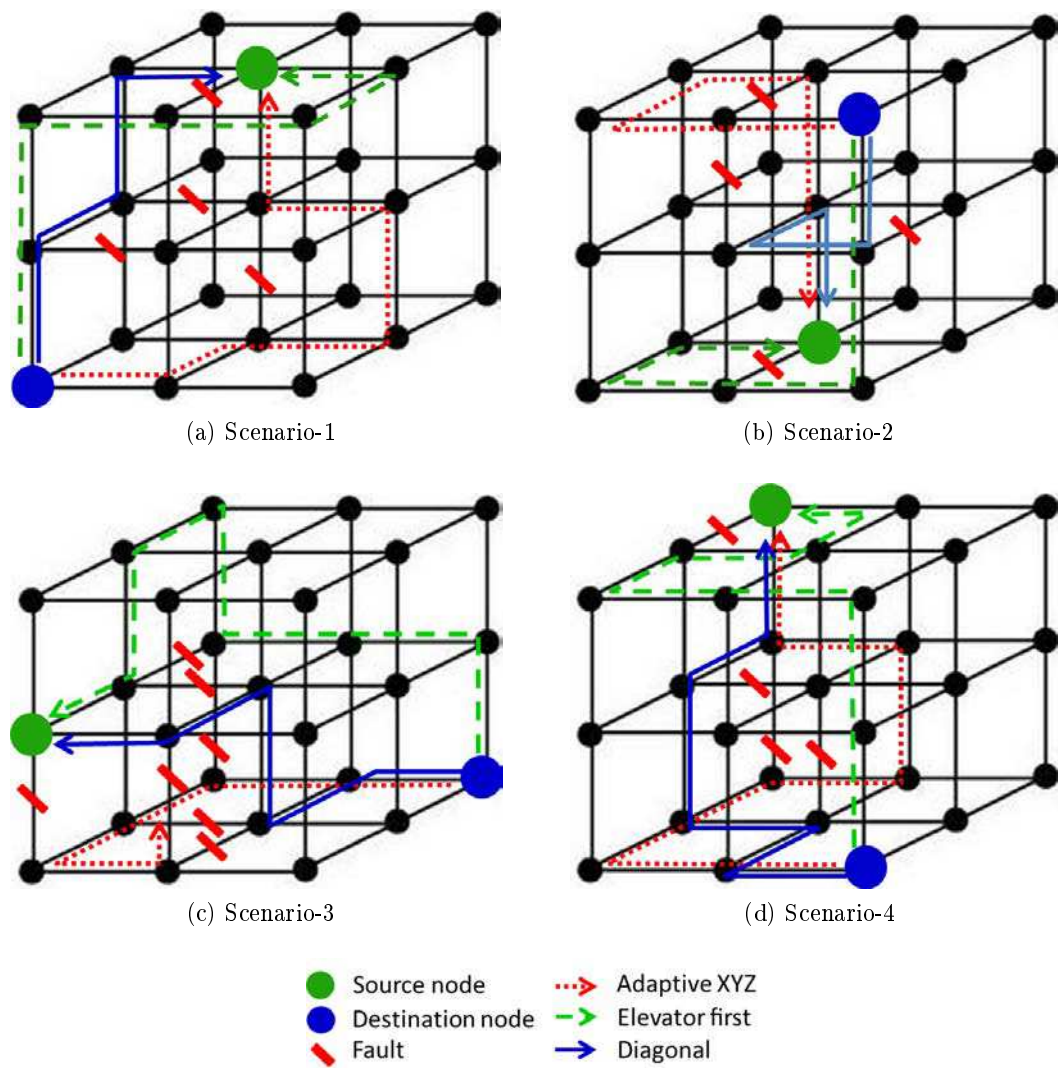 (a) Scenario-1
(b) Scenario-2
(c) Scenario-3
(d) Scenario-4
Source node
Adaptive XYZ
Destination node
Elevator first
Fault
Diagonal